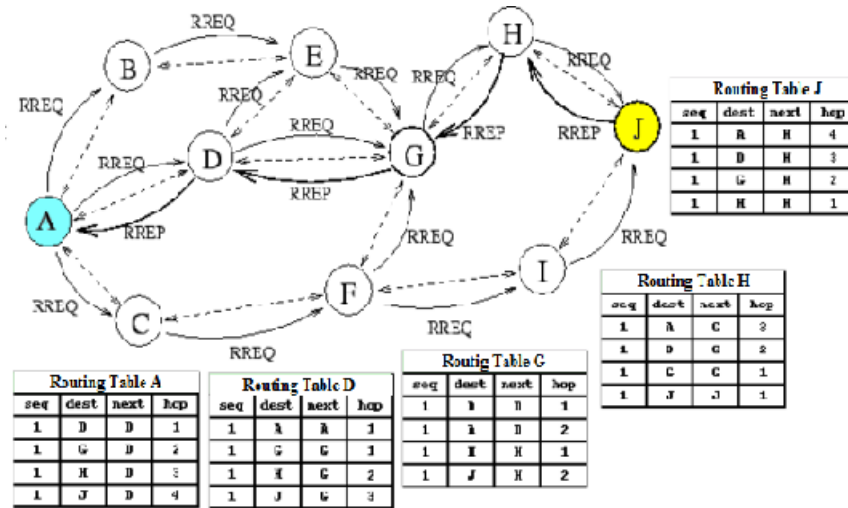 H
RREQ
RREQ
E
B
RREQ
RREQ
RREQ
RREQ
RREQ
RREQ
RREP
RREP
J
D
G
RREQ
RREP
A
RREP
RREQ
RREQ
I
F
RREQ
C
RREQ
RREQ
Routing Table J
seq dest next hop
1 A H 4
1 D H 3
1 G H 2
1 H H 1
Routing Table H
seq dest next hop
1 A G 3
1 D G 2
1 G G 1
1 J J 1
Routig Table G
seq dest next hop
1 D D 1
1 A D 2
1 H H 1
1 J H 2
Routing Table A
seq dest next hop
1 D D 1
1 G D 2
1 H D 3
1 J D 4
Routing Table D
seq dest next hop
1 A A 1
1 G G 1
1 H G 2
1 J G 3